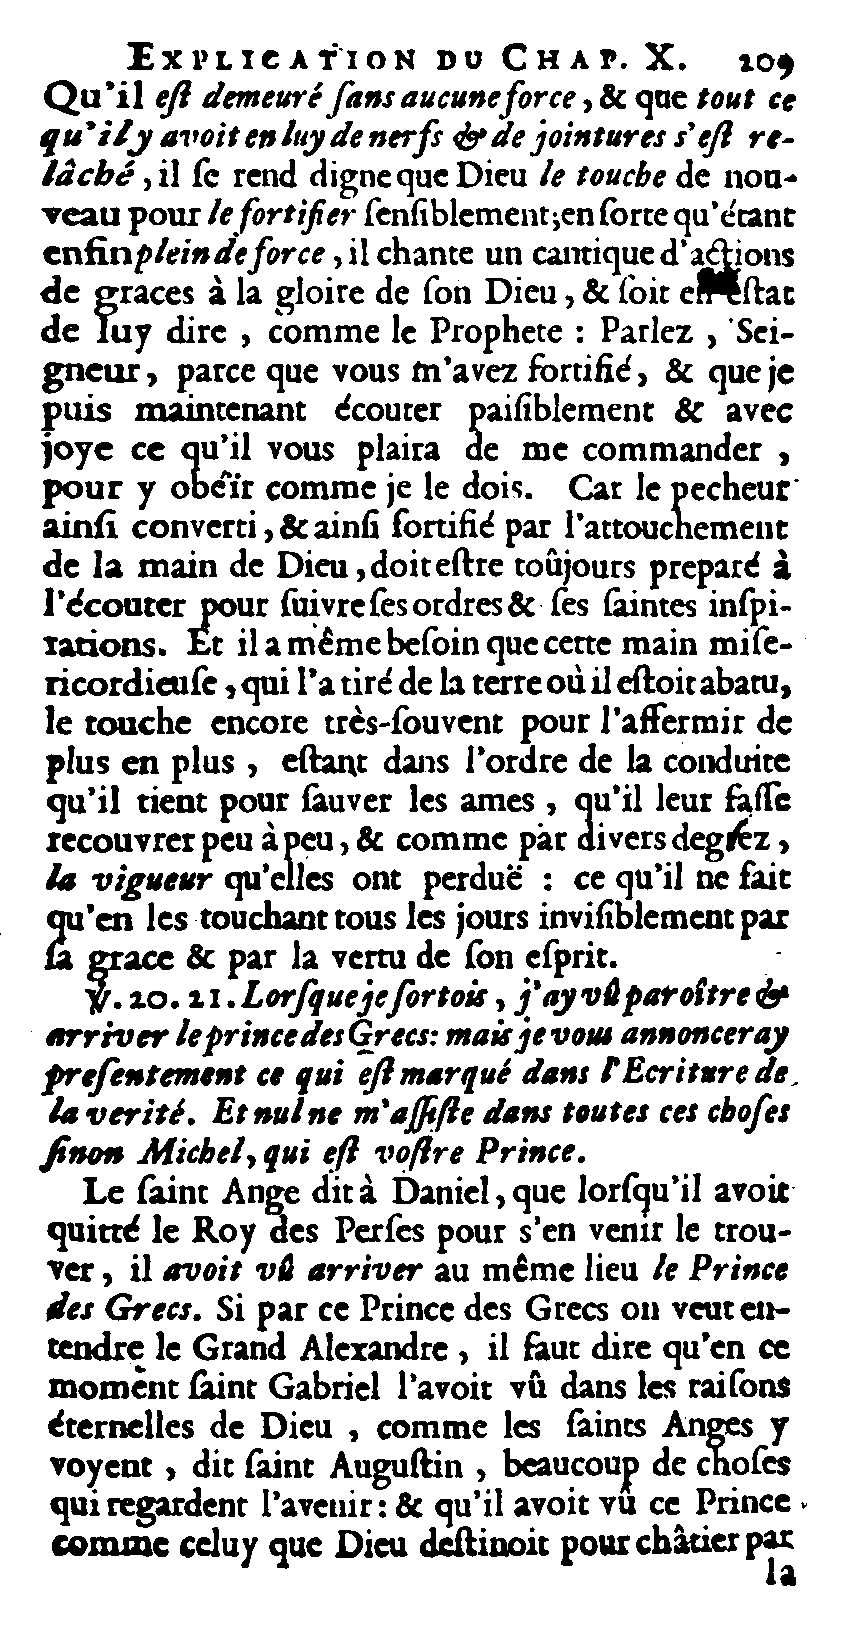 EXPLICATION DU CHAP. X. 209
Qu'il eſt demeuré ſans aucune force, & que tout ce
qu'il y avoit en luy de nerfs & de jointures s'eſt re-
lâché, il ſe rend digne que Dieu le touche de nou-
veau pour le fortifier ſenſiblement; en ſorte qu'étant
enfin plein de force, il chante un cantique d'actions
de graces à la gloire de ſon Dieu, & ſoit en eſtat
de luy dire, comme le Prophete : Parlez, Sei-
gneur, parce que vous m'avez fortifié, & que je
puis maintenant écouter paiſiblement & avec
joye ce qu'il vous plaira de me commander,
pour y obéïr comme je le dois. Car le pecheur
ainſi converti, & ainſi fortifié par l'attouchement
de la main de Dieu, doit eſtre toûjours preparé à
l'écouter pour ſuivre ſes ordres & ſes ſaintes inſpi-
rations. Et il a même beſoin que cette main miſe-
ricordieuſe, qui l'a tiré de la terre où il eſtoit abatu,
le touche encore très-ſouvent pour l'affermir de
plus en plus, eſtant dans l'ordre de la conduite
qu'il tient pour ſauver les ames, qu'il leur faſſe
recouvrer peu à peu, & comme par divers degrez,
la vigueur qu'elles ont perduë : ce qu'il ne fait
qu'en les touchant tous les jours inviſiblement par
ſa grace & par la vertu de ſon eſprit.
℣. 20. 21. Lorſque je ſortois, j'ay vû paroître &
arriver le prince des Grecs: mais je vous annonceray
preſentement ce qui eſt marqué dans l'Ecriture de
la verité. Et nul ne m'aſſiſte dans toutes ces choſes
ſinon Michel, qui eſt voſtre Prince.
Le ſaint Ange dit à Daniel, que lorſqu'il avoit
quitté le Roy des Perſes pour s'en venir le trou-
ver, il avoit vû arriver au même lieu le Prince
des Grecs. Si par ce Prince des Grecs on veut en-
tendre le Grand Alexandre, il faut dire qu'en ce
moment ſaint Gabriel l'avoit vû dans les raiſons
éternelles de Dieu, comme les ſaints Anges y
voyent, dit ſaint Auguſtin, beaucoup de choſes
qui regardent l'avenir: & qu'il avoit vû ce Prince
comme celuy que Dieu deſtinoit pour châtier par
la